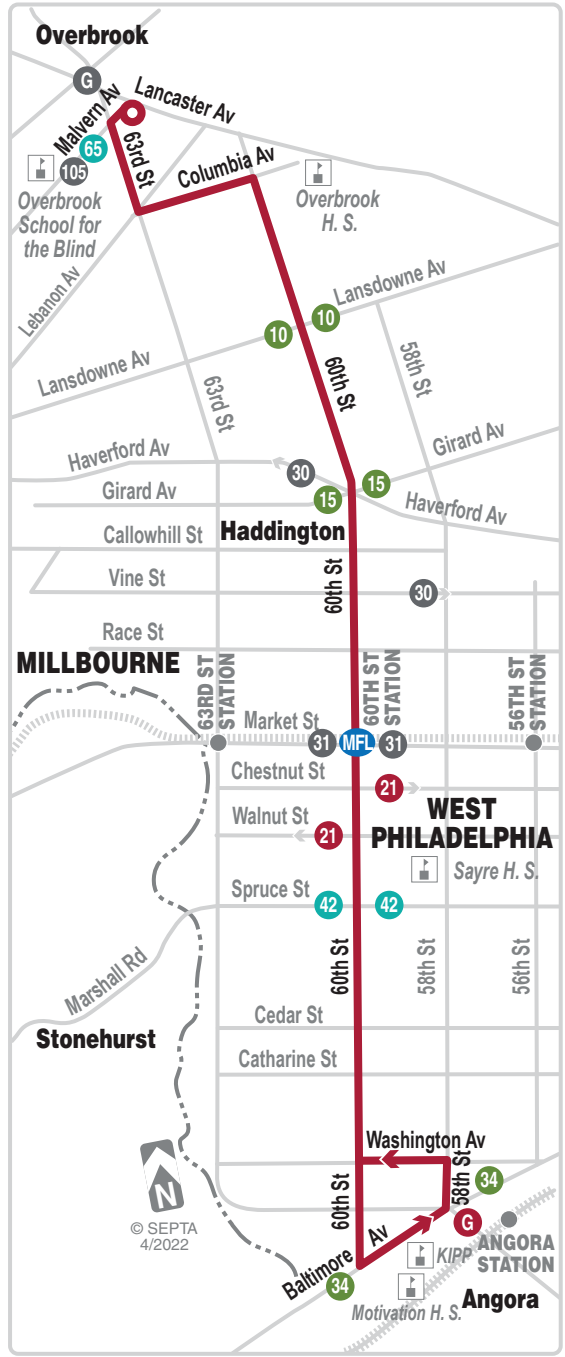 Overbrook
G
Malvern Av
Lancaster Av
65
105
63rd St
Columbia Av
Overbrook
School for
the Blind
Overbrook
H. S.
Lebanon Av
Lansdowne Av
10
10
Lansdowne Av
63rd St
60th St
58th St
Haverford Av
30
Girard Av
Girard Av
15
15
Haverford Av
Callowhill St
Haddington
Vine St
60th St
30
Race St
MILLBOURNE
63RD ST
STATION
60TH ST
STATION
56TH ST
STATION
Market St
31
MFL
31
Chestnut St
21
Walnut St
21
WEST
PHILADELPHIA
Sayre H. S.
Spruce St
42
42
Marshall Rd
60th St
58th St
56th St
Cedar St
Stonehurst
Catharine St
Washington Av
N
© SEPTA
4/2022
60th St
58th St
34
G
Baltimore Av
34
KIPP
ANGORA
STATION
Motivation H. S.
Angora